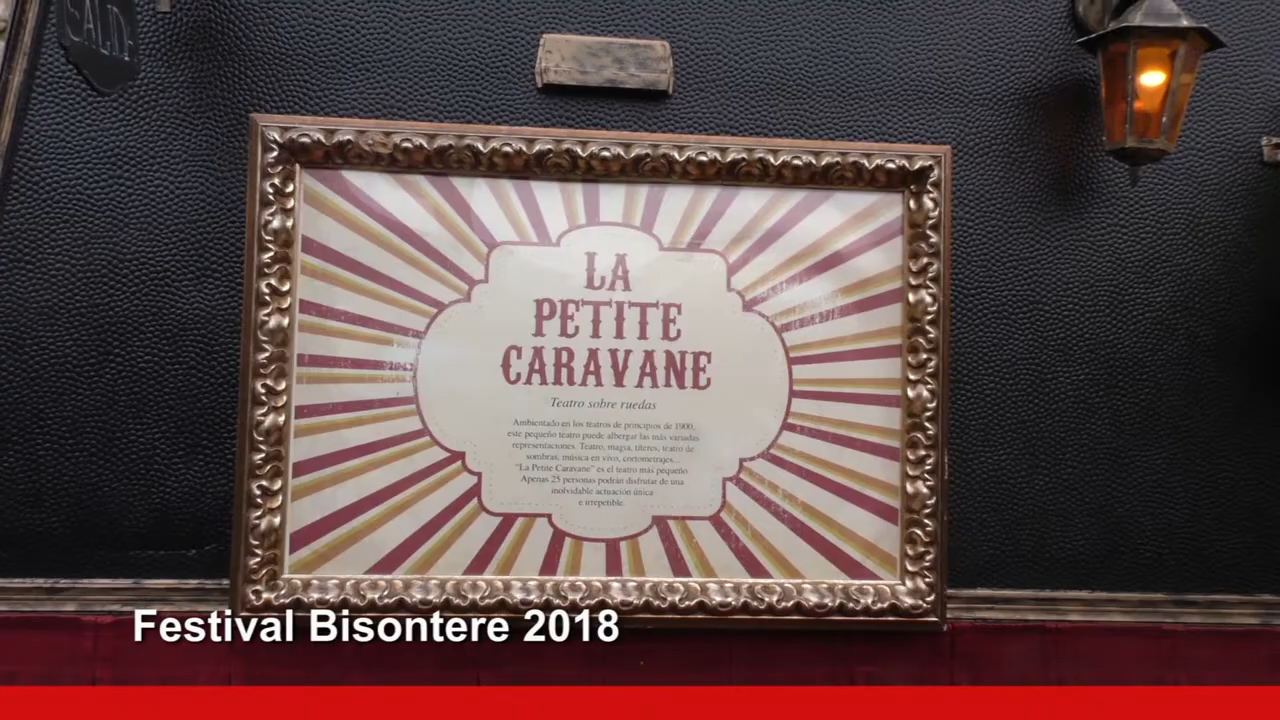 SALIDA
LA
PETITE
CARAVANE
Teatro sobre ruedas
Ambientado en los teatros de principios de 1900,
este pequeño teatro puede albergar las más variadas
representaciones. Teatro, magia, títeres, teatro de
sombras, música en vivo, cortometrajes...
"La Petite Caravane" es el teatro más pequeño
Apenas 25 personas podrán disfrutar de una
inolvidable actuación única
e irrepetible.
Festival Bisontere 2018